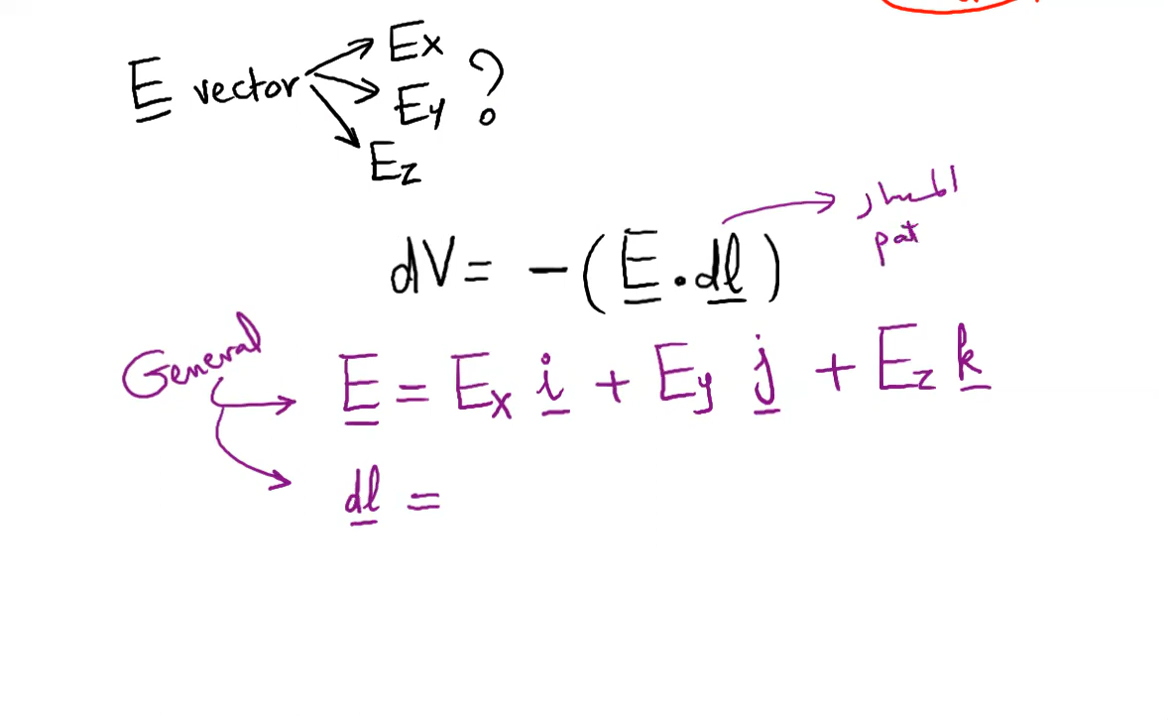 E vector Ex
Ey ?
Ez
dV = - (E . dl)
المسار
pat
General
E = Ex i + Ey j + Ez k
dl =